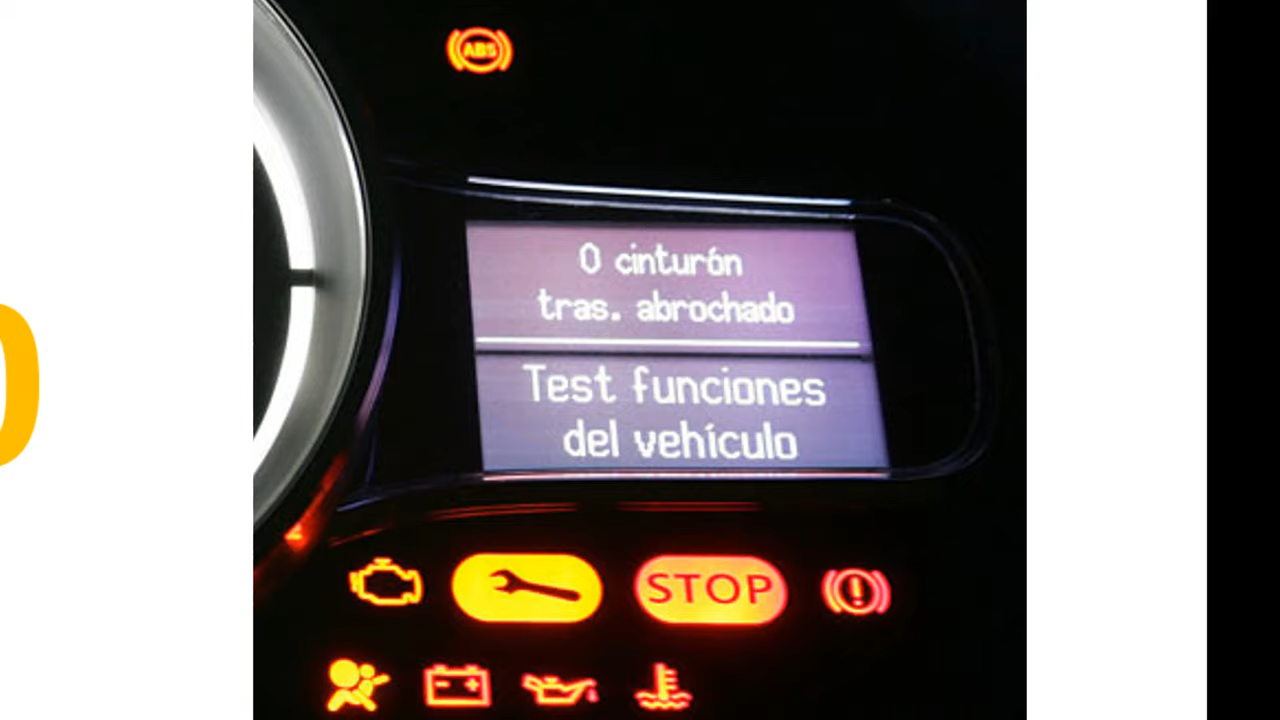 ABS
0 cinturón
tras. abrochado
Test funciones
del vehículo
STOP